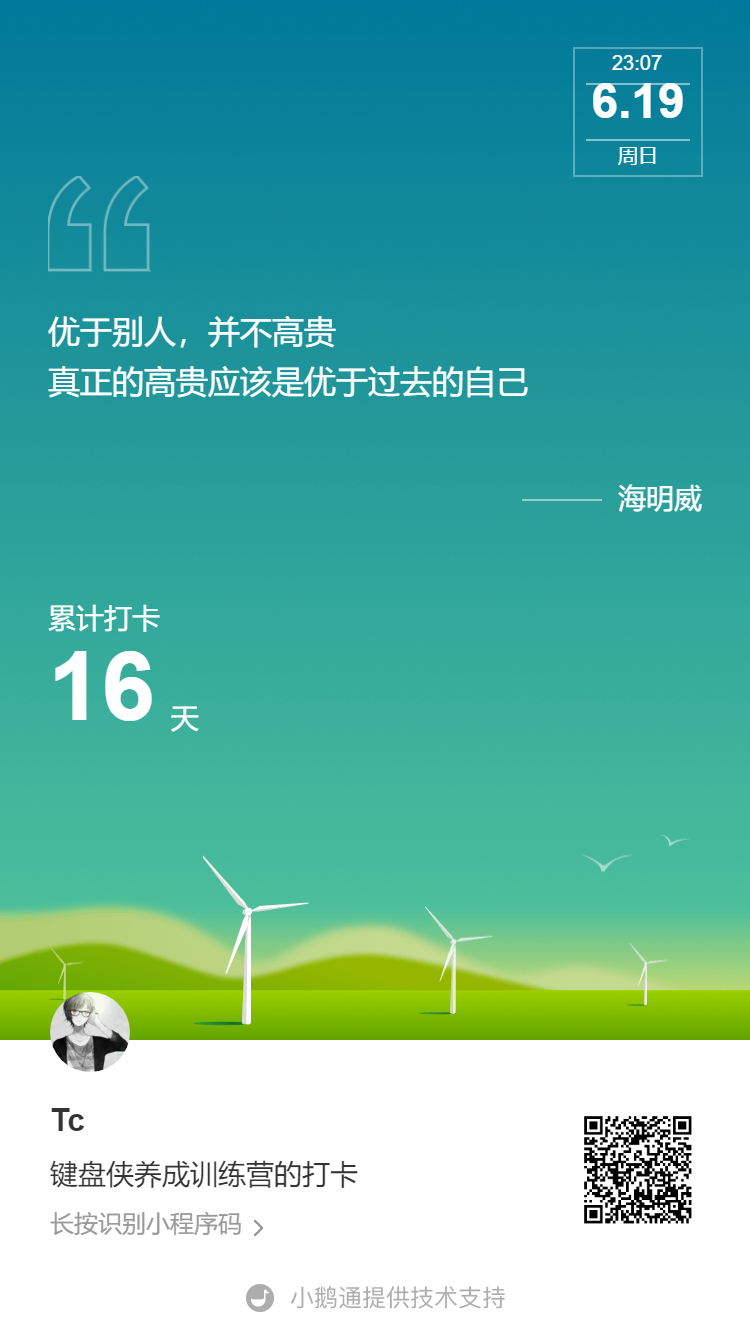 23:07
6.19
周日
优于别人，并不高贵
真正的高贵应该是优于过去的自己
海明威
累计打卡
16 天
Tc
键盘侠养成训练营的打卡
长按识别小程序码
小鹅通提供技术支持